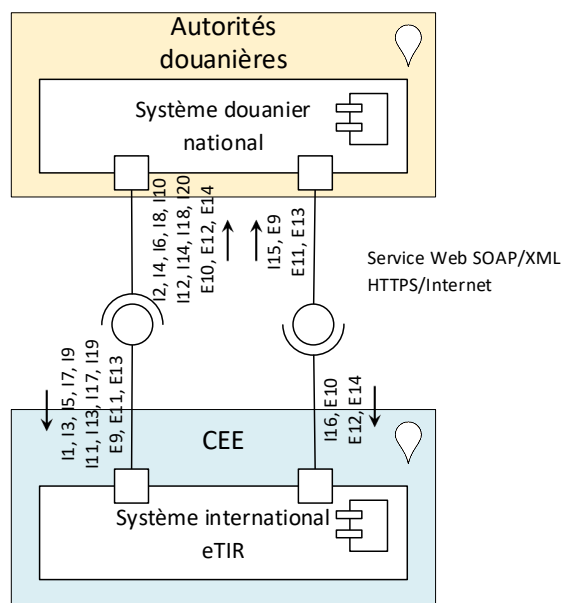 Autorités
douanières
Système douanier
national
I2, I4, I6, I8, I10
I12, I14, I18, I20
E10, E12, E14
I15, E9
E11, E13
Service Web SOAP/XML
HTTPS/Internet
I1, I3, I5, I7, I9
I11, I13, I17, I19
E9, E11, E13
I16, E10
E12, E14
CEE
Système international
eTIR